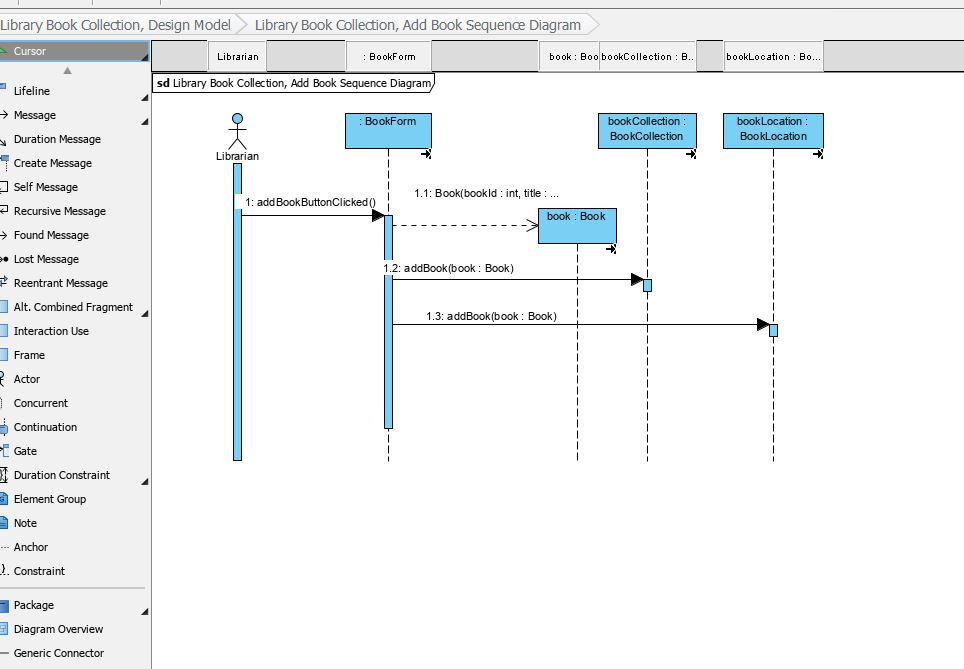 Library Book Collection, Design Model
Library Book Collection, Add Book Sequence Diagram
Cursor
Lifeline
Message
Duration Message
Create Message
Self Message
Recursive Message
Found Message
Lost Message
Reentrant Message
Alt. Combined Fragment
Interaction Use
Frame
Actor
Concurrent
Continuation
Gate
Duration Constraint
Element Group
Note
Anchor
Constraint
Package
Diagram Overview
Generic Connector
Librarian
: BookForm
book : Boo
bookCollection : B..
bookLocation : Bo...
sd Library Book Collection, Add Book Sequence Diagram
Librarian
: BookForm
bookCollection :
BookCollection
bookLocation :
BookLocation
1: addBookButtonClicked()
1.1: Book(bookId : int, title : ...
book : Book
1.2: addBook(book : Book)
1.3: addBook(book : Book)